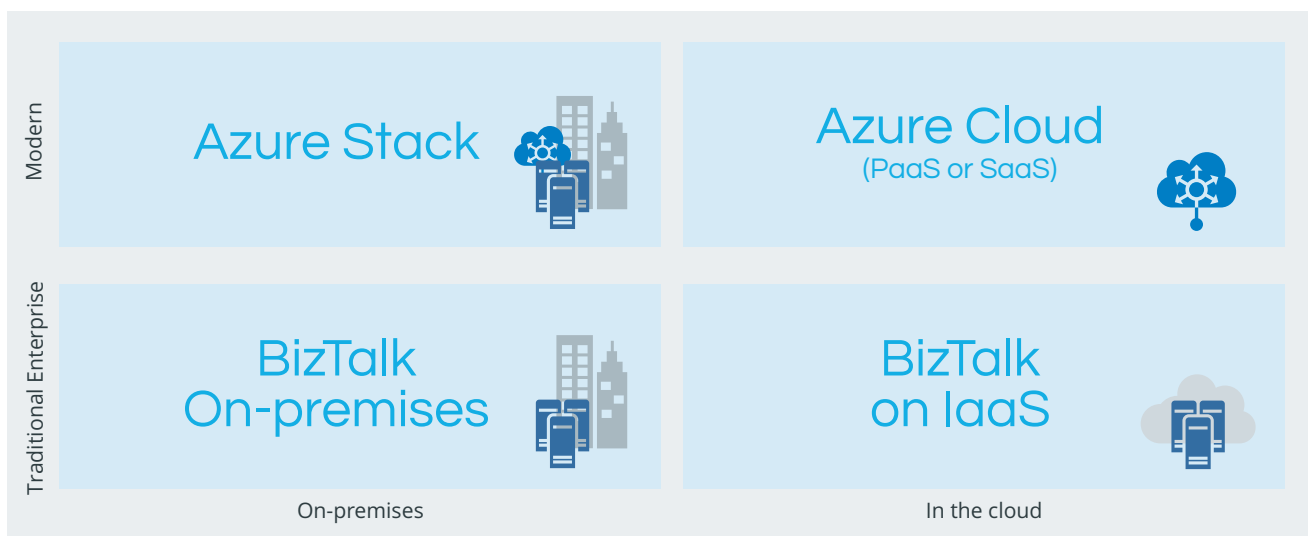 Modern
Azure Stack
Azure Cloud
(PaaS or SaaS)
Traditional Enterprise
BizTalk
On-premises
BizTalk
on IaaS
On-premises
In the cloud